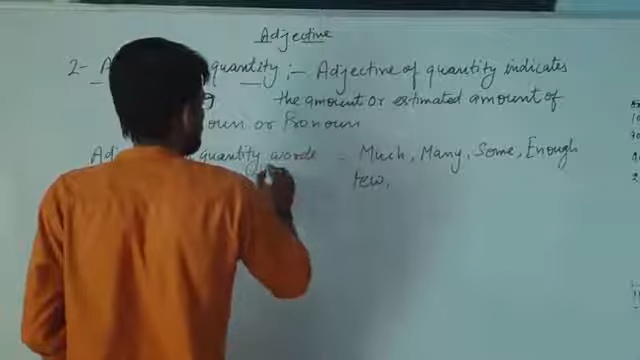 Adjective
2- A quantity ;- Adjective of quantity indicates
the amount or estimated amount of
oun or Pronoun
Adj quantity words = Much, Many, Some, Enough
few,